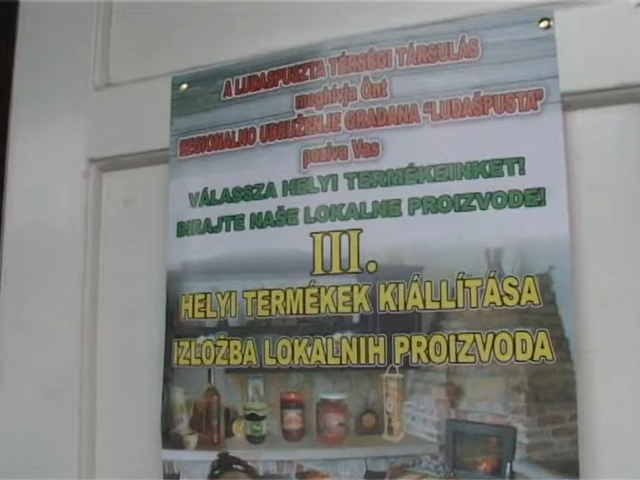 A LUDASPUSZTA TÉRSÉGI TÁRSULÁS
meghívja Önt
REGIONALNO UDRUŽENJE GRAĐANA "LUDAŠPUSTA"
poziva Vas
VÁLASSZA HELYI TERMÉKEINKET!
BIRAJTE NAŠE LOKALNE PROIZVODE!
III.
HELYI TERMÉKEK KIÁLLÍTÁSA
IZLOŽBA LOKALNIH PROIZVODA